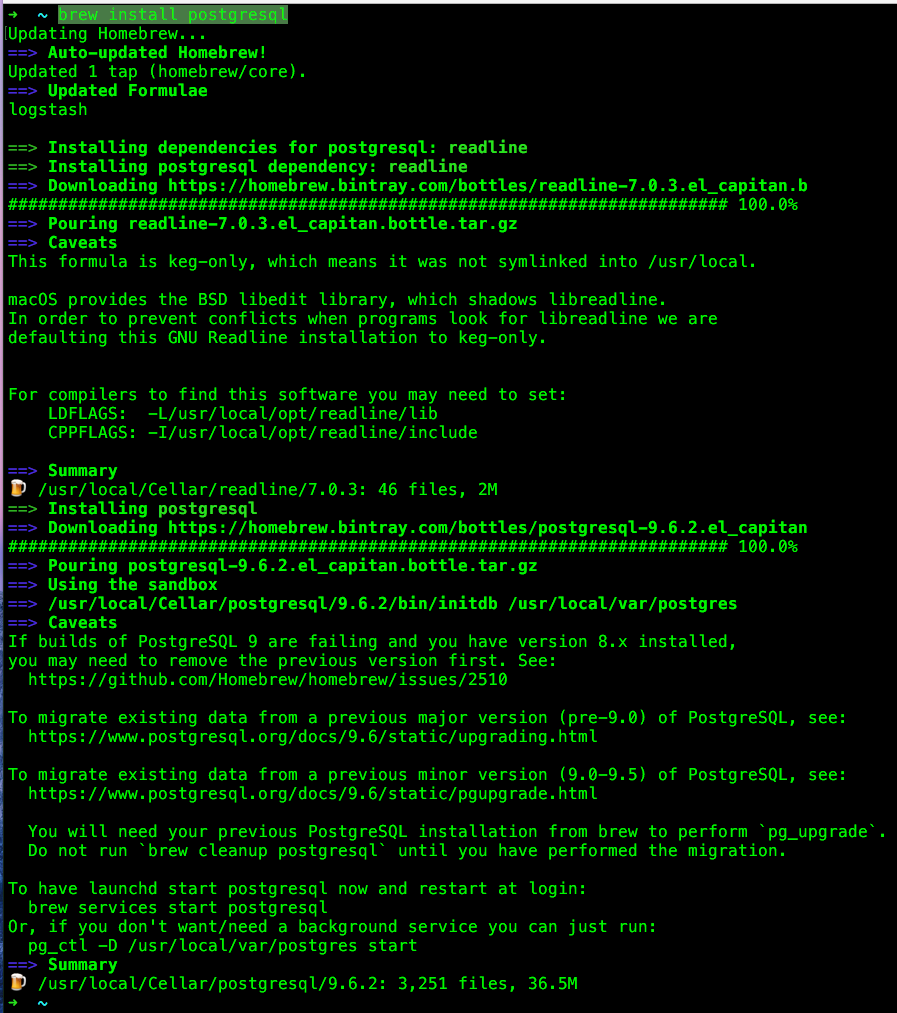 ➜ ~ brew install postgresql
Updating Homebrew...
==> Auto-updated Homebrew!
Updated 1 tap (homebrew/core).
==> Updated Formulae
logstash
==> Installing dependencies for postgresql: readline
==> Installing postgresql dependency: readline
==> Downloading https://homebrew.bintray.com/bottles/readline-7.0.3.el_capitan.b
######################################################################## 100.0%
==> Pouring readline-7.0.3.el_capitan.bottle.tar.gz
==> Caveats
This formula is keg-only, which means it was not symlinked into /usr/local.
macOS provides the BSD libedit library, which shadows libreadline.
In order to prevent conflicts when programs look for libreadline we are
defaulting this GNU Readline installation to keg-only.
For compilers to find this software you may need to set:
    LDFLAGS:  -L/usr/local/opt/readline/lib
    CPPFLAGS: -I/usr/local/opt/readline/include
==> Summary
🍺 /usr/local/Cellar/readline/7.0.3: 46 files, 2M
==> Installing postgresql
==> Downloading https://homebrew.bintray.com/bottles/postgresql-9.6.2.el_capitan
######################################################################## 100.0%
==> Pouring postgresql-9.6.2.el_capitan.bottle.tar.gz
==> Using the sandbox
==> /usr/local/Cellar/postgresql/9.6.2/bin/initdb /usr/local/var/postgres
==> Caveats
If builds of PostgreSQL 9 are failing and you have version 8.x installed,
you may need to remove the previous version first. See:
  https://github.com/Homebrew/homebrew/issues/2510
To migrate existing data from a previous major version (pre-9.0) of PostgreSQL, see:
  https://www.postgresql.org/docs/9.6/static/upgrading.html
To migrate existing data from a previous minor version (9.0-9.5) of PostgreSQL, see:
  https://www.postgresql.org/docs/9.6/static/pgupgrade.html
  You will need your previous PostgreSQL installation from brew to perform `pg_upgrade`.
  Do not run `brew cleanup postgresql` until you have performed the migration.
To have launchd start postgresql now and restart at login:
  brew services start postgresql
Or, if you don't want/need a background service you can just run:
  pg_ctl -D /usr/local/var/postgres start
==> Summary
🍺 /usr/local/Cellar/postgresql/9.6.2: 3,251 files, 36.5M
➜ ~